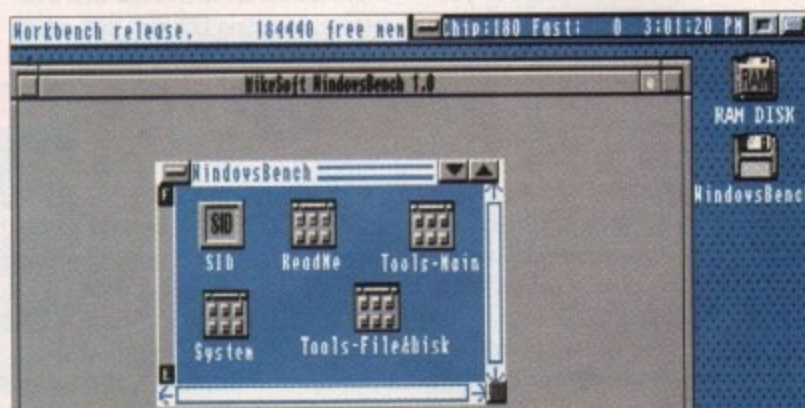 Workbench release. 184440 free mem Chip:180 Fast: 0 3:01:20 PM
MikeSoft WindowsBench 1.0
RAM
RAM DISK
WindowsBenc
WindowsBench
F
SID
SID
ReadMe
Tools-Main
System
Tools-File&Disk
E